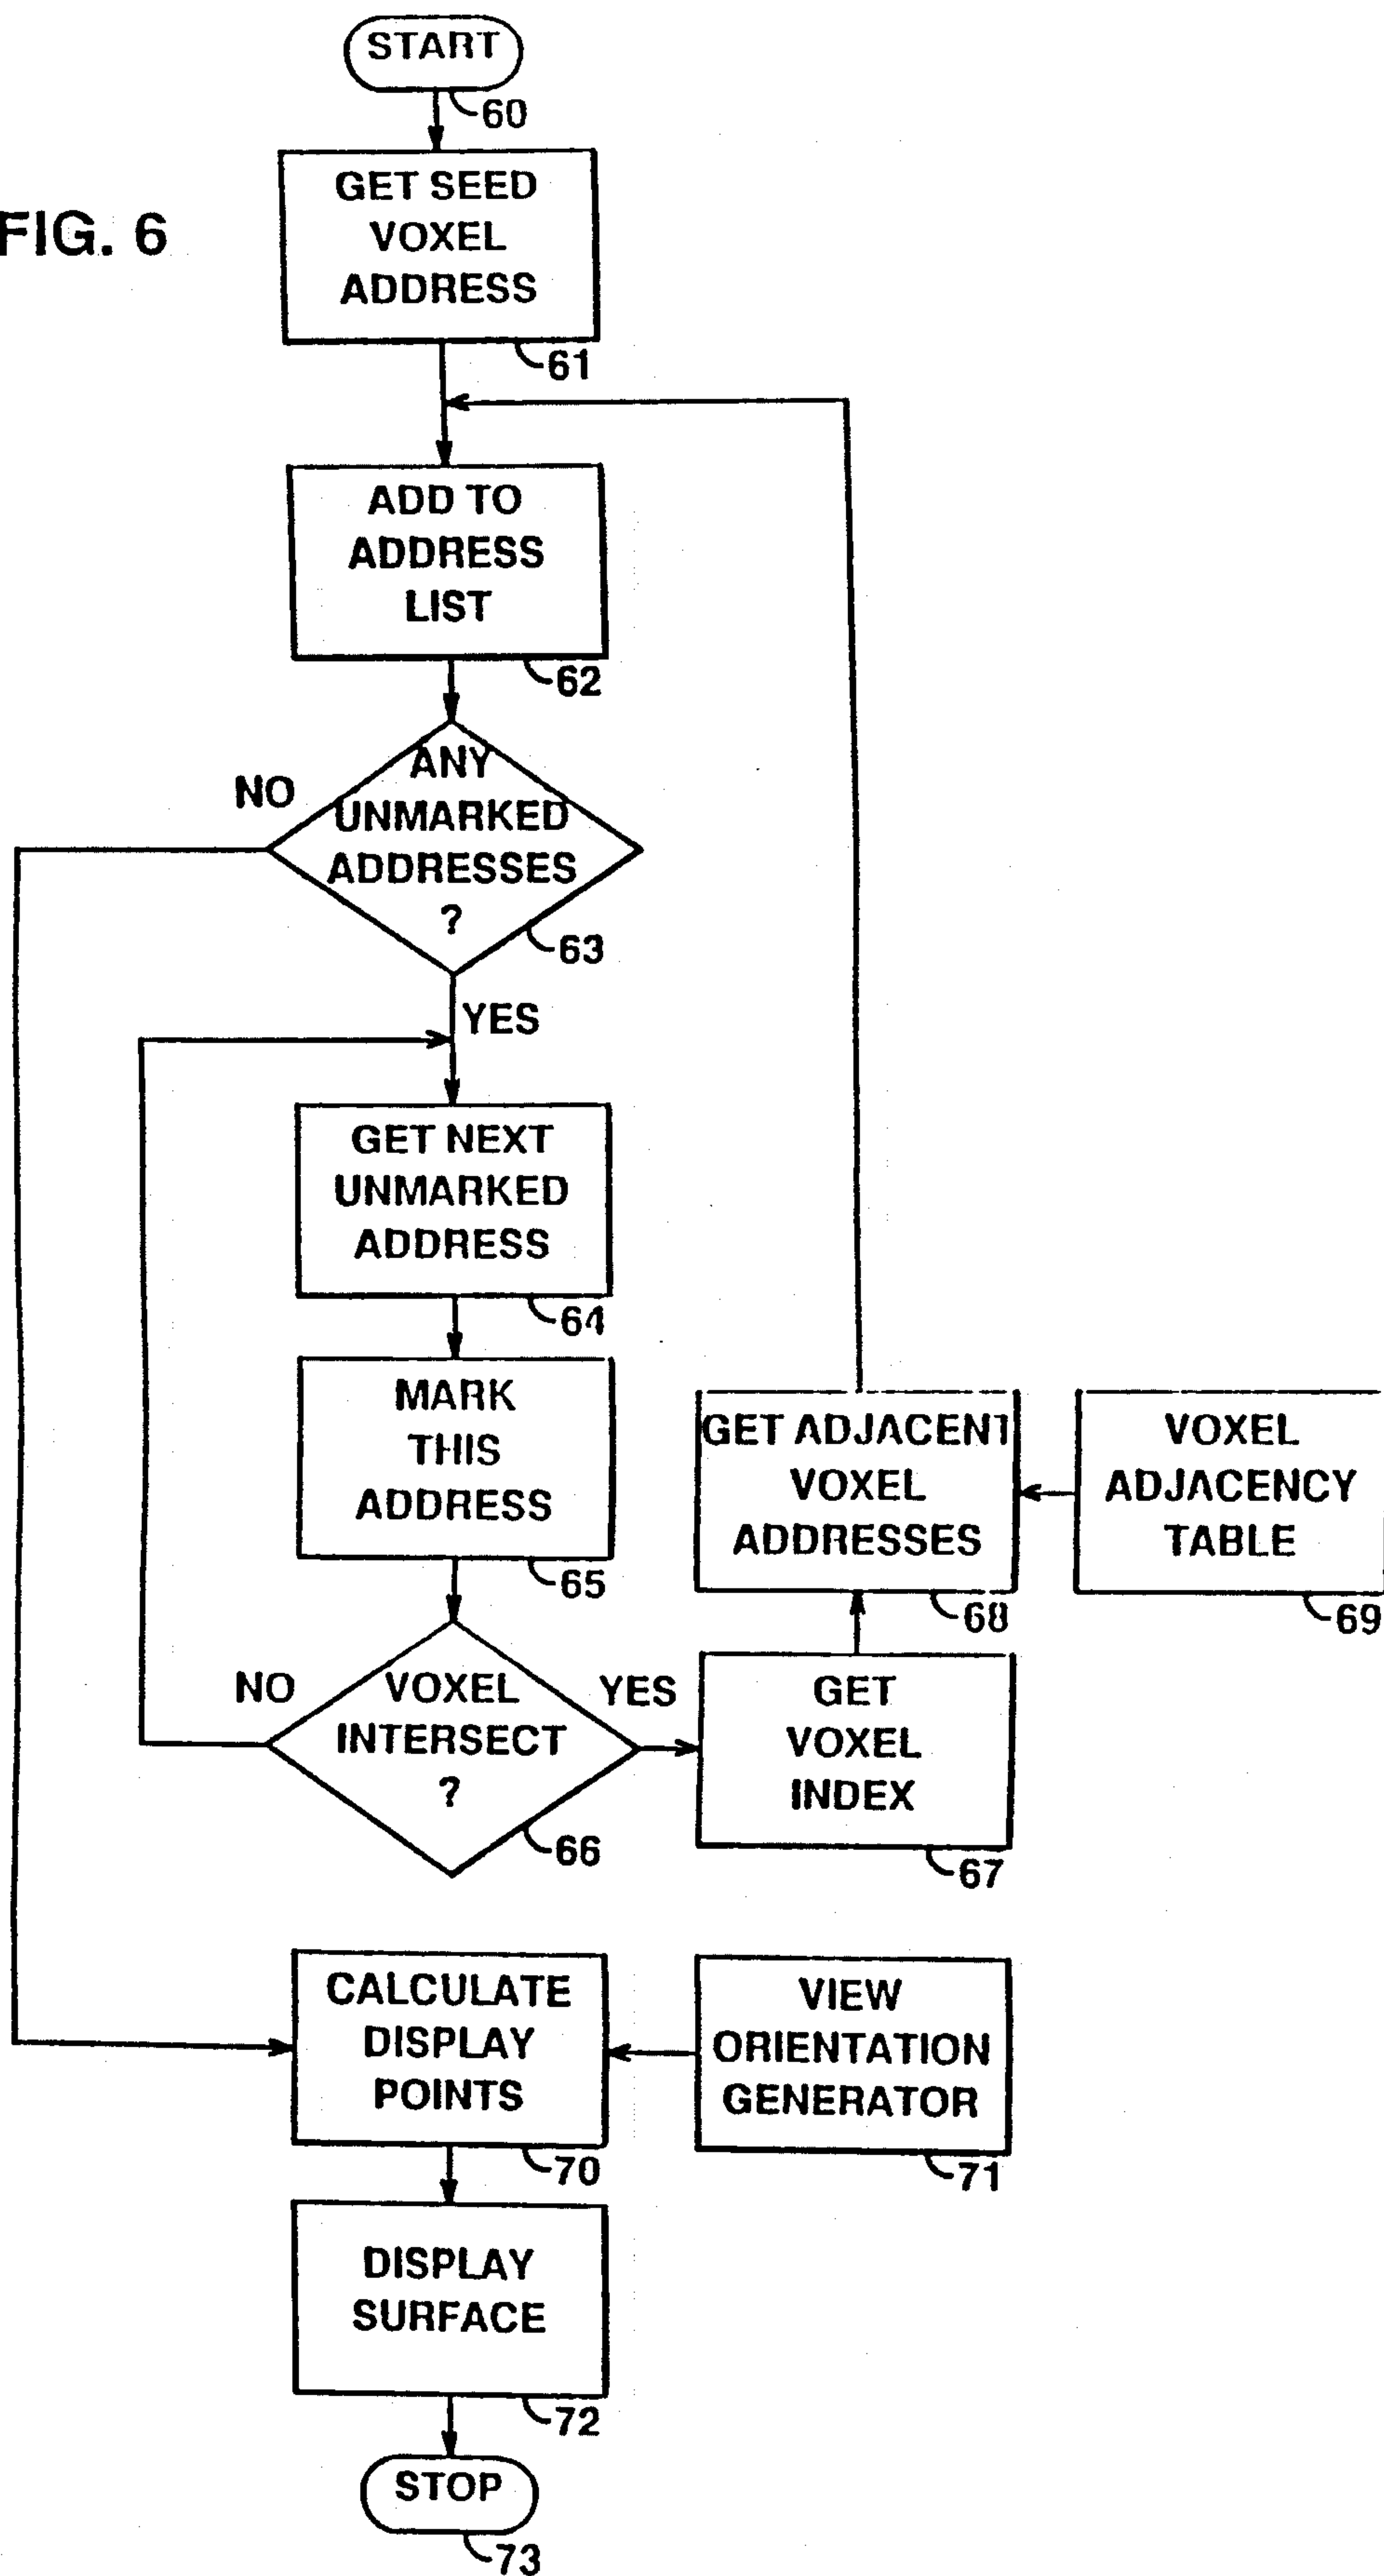 START
60
FIG. 6
GET SEED
VOXEL
ADDRESS
61
ADD TO
ADDRESS
LIST
62
NO
ANY
UNMARKED
ADDRESSES
?
63
YES
GET NEXT
UNMARKED
ADDRESS
64
MARK
THIS
ADDRESS
65
GET ADJACENT
VOXEL
ADDRESSES
68
VOXEL
ADJACENCY
TABLE
69
NO
VOXEL
INTERSECT
?
66
YES
GET
VOXEL
INDEX
67
CALCULATE
DISPLAY
POINTS
70
VIEW
ORIENTATION
GENERATOR
71
DISPLAY
SURFACE
72
STOP
73